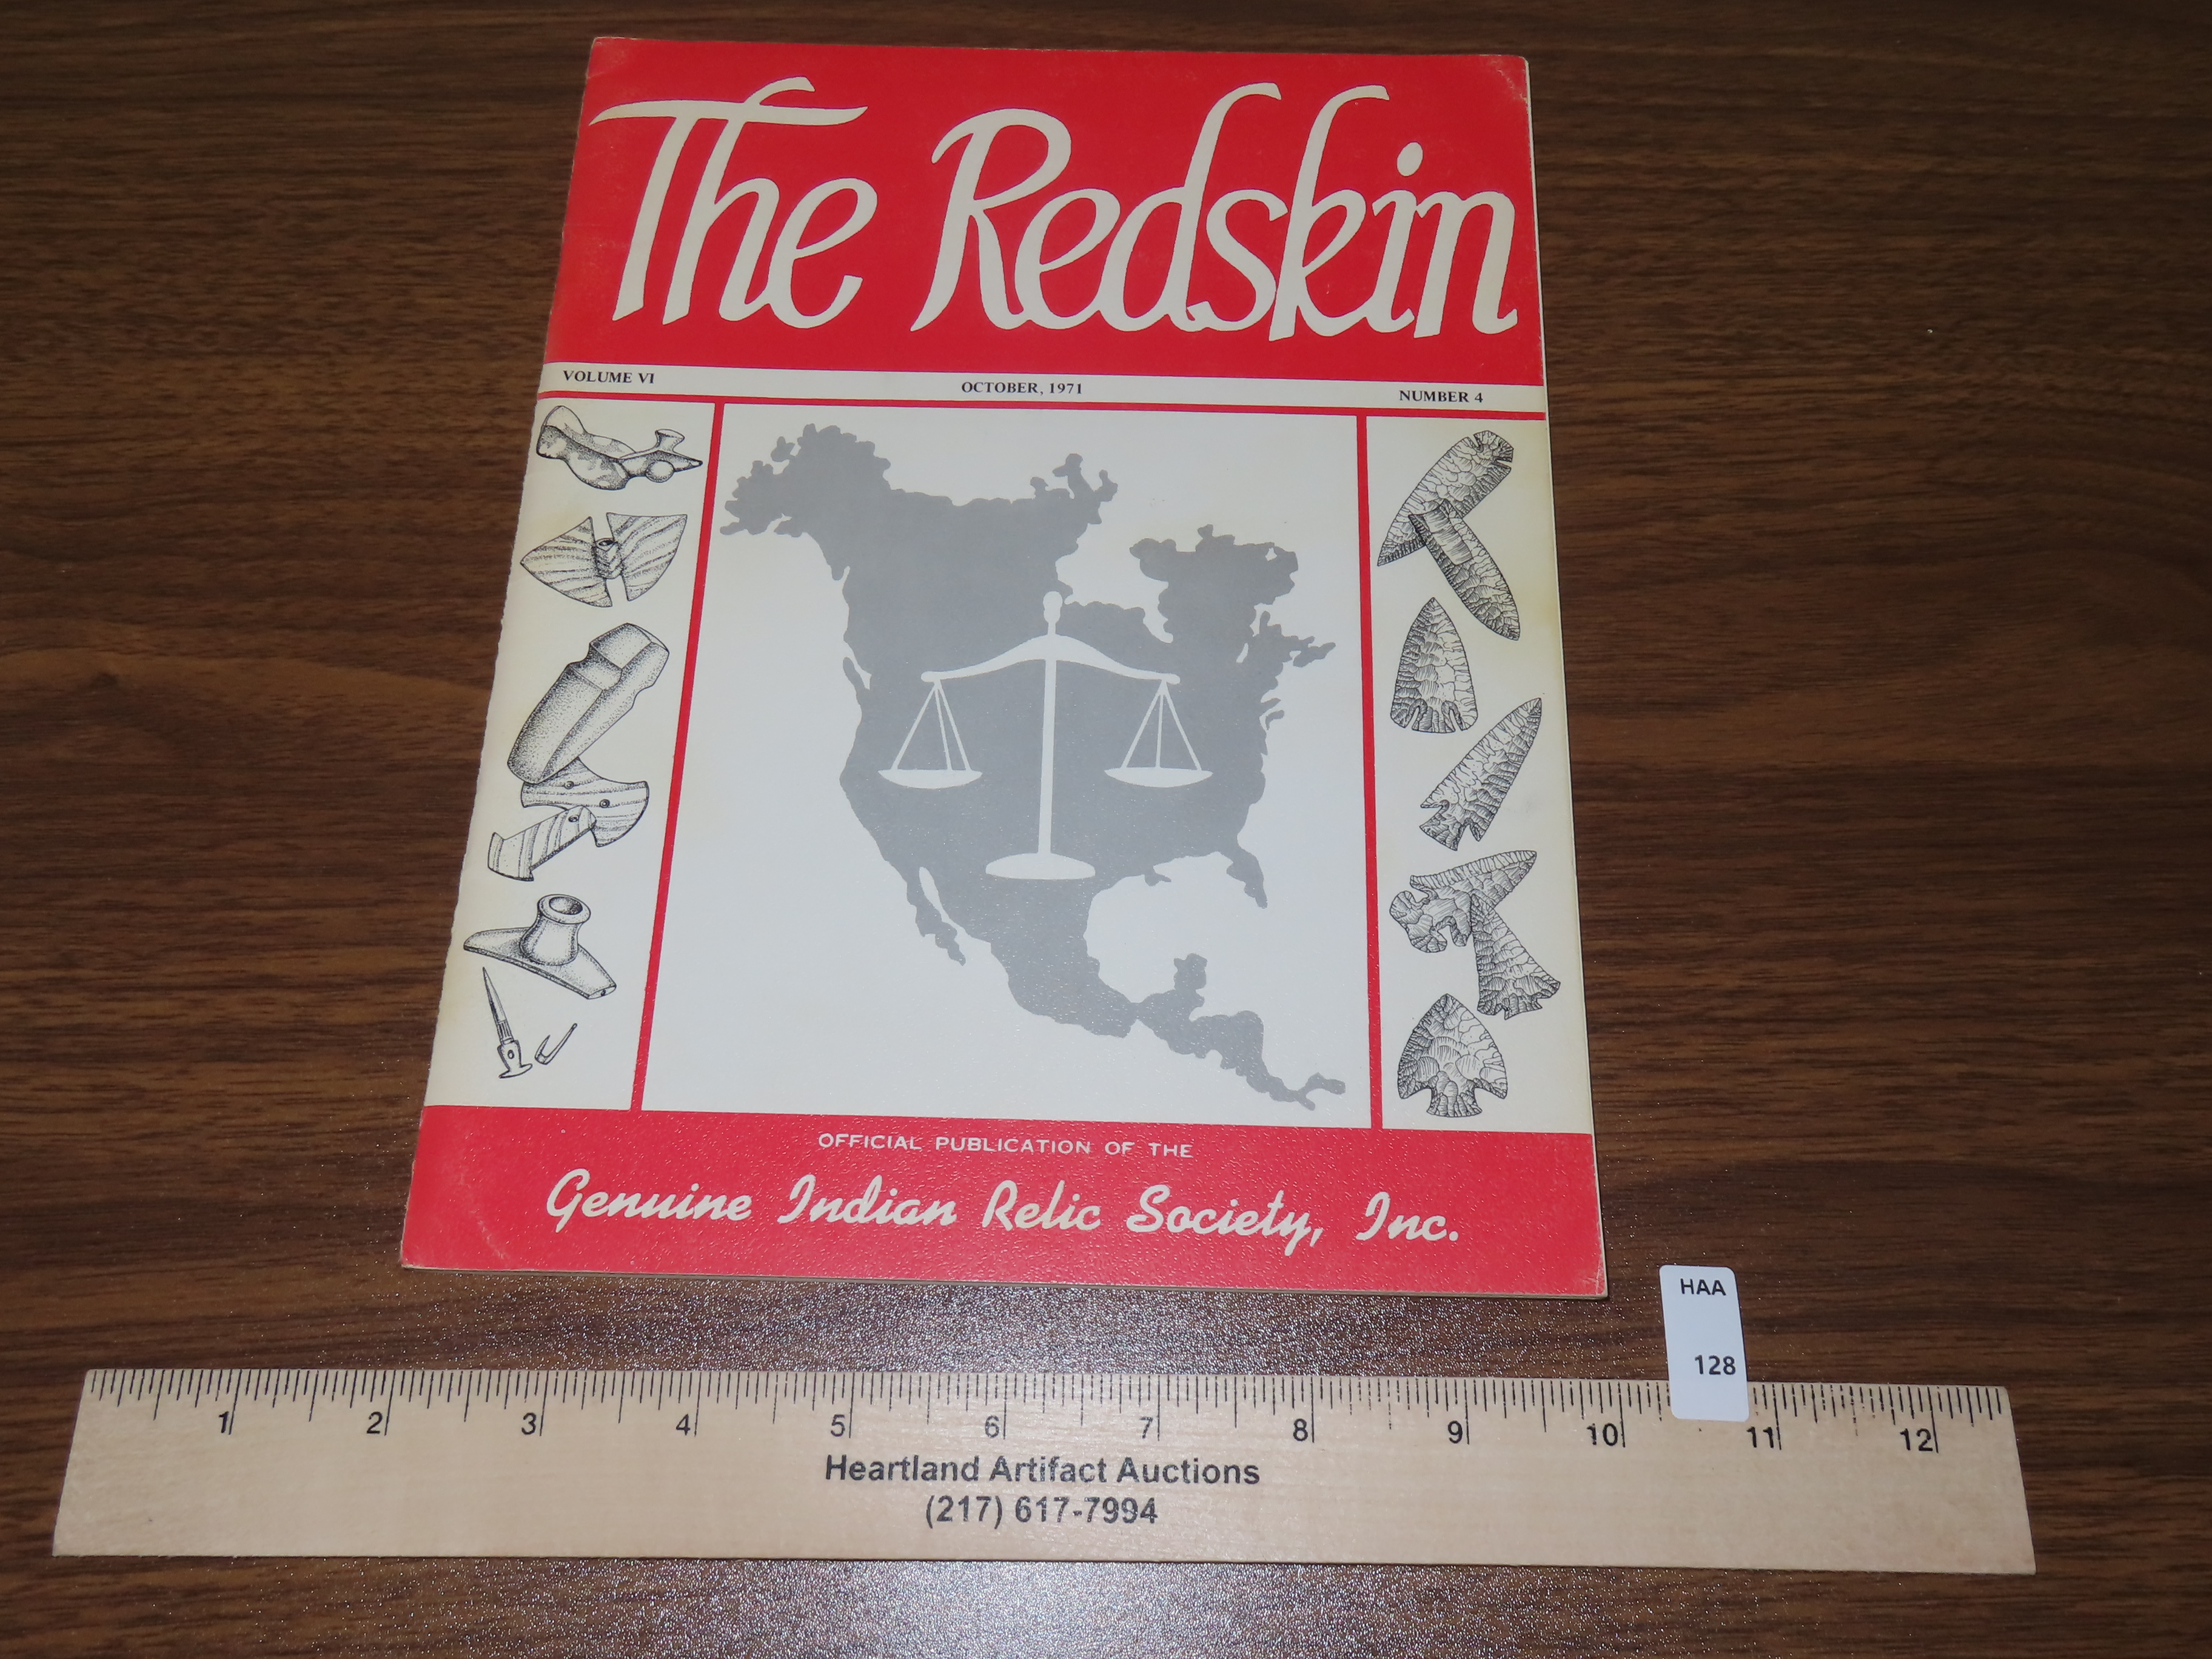 The Redskin
VOLUME VI
OCTOBER, 1971
NUMBER 4
OFFICIAL PUBLICATION OF THE
Genuine Indian Relic Society, Inc.
HAA
128
1 2 3 4 5 6 7 8 9 10 11 12
Heartland Artifact Auctions
(217) 617-7994